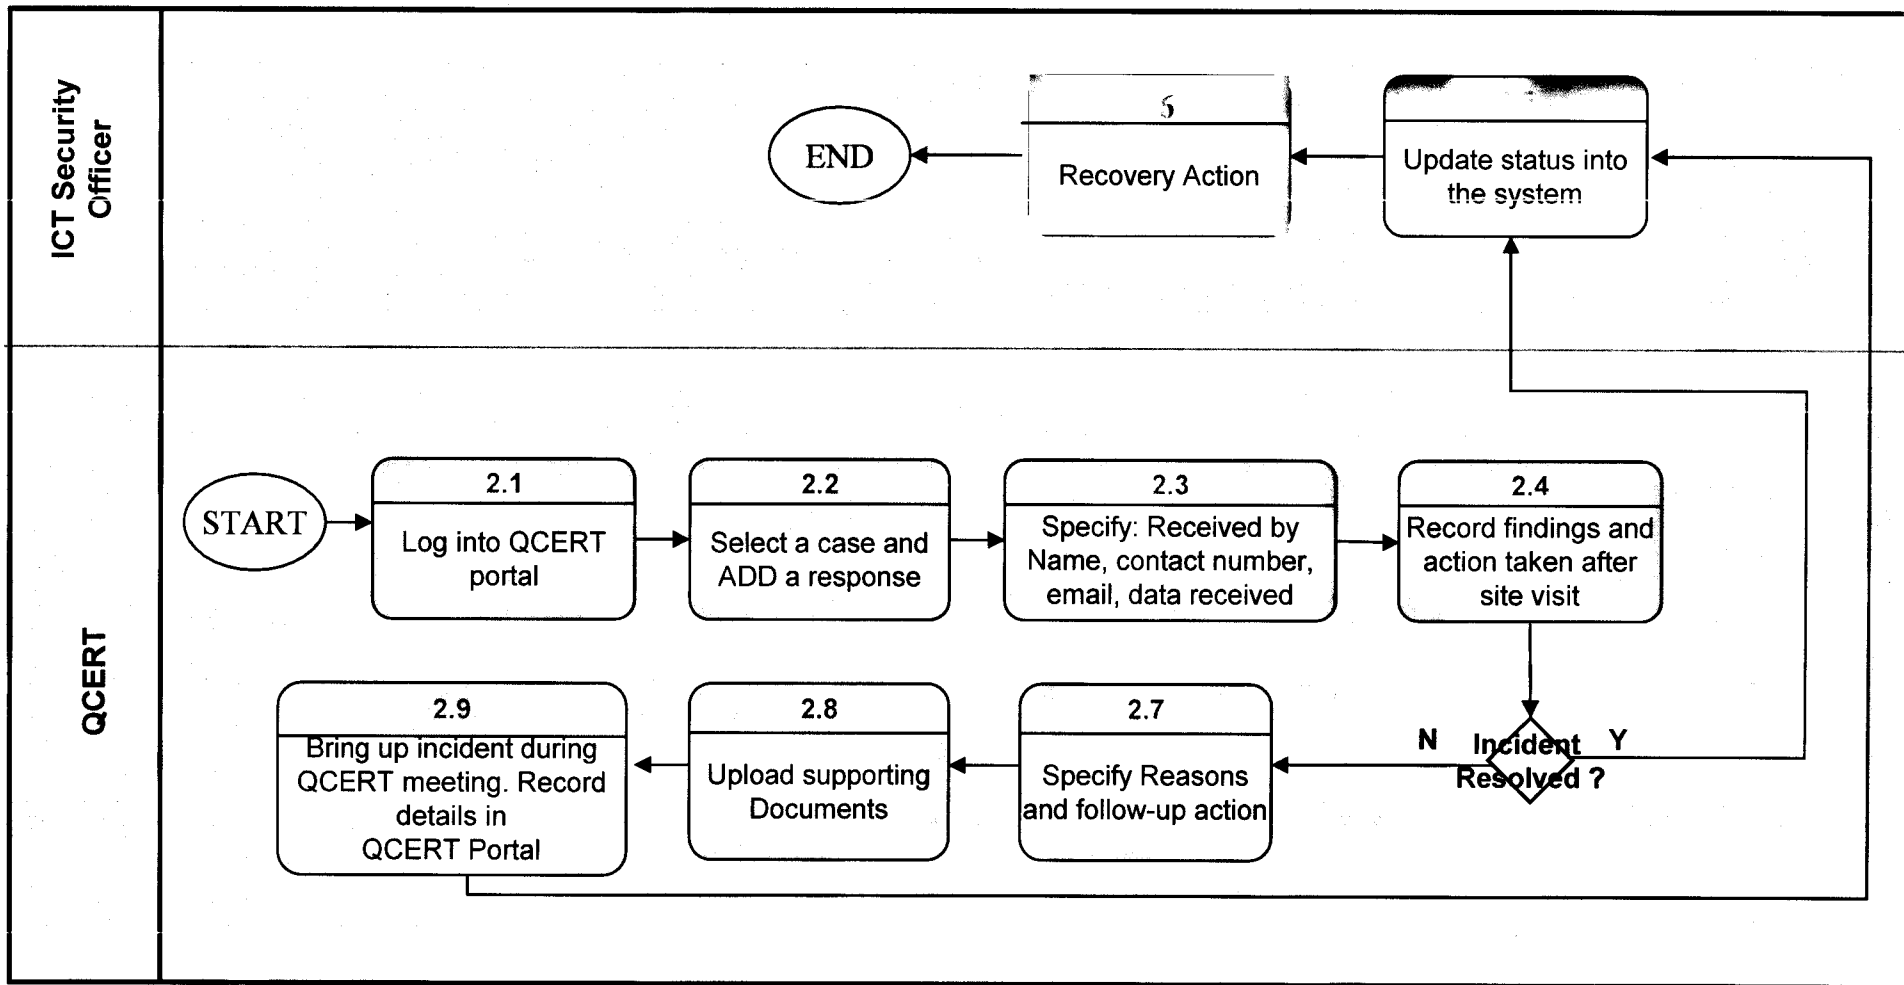 ICT Security
Officer
END
Recovery Action
Update status into
the system
QCERT
START
2.1
Log into QCERT
portal
2.2
Select a case and
ADD a response
2.3
Specify: Received by
Name, contact number,
email, data received
2.4
Record findings and
action taken after
site visit
N
Incident
Resolved ?
Y
2.7
Specify Reasons
and follow-up action
2.8
Upload supporting
Documents
2.9
Bring up incident during
QCERT meeting. Record
details in
QCERT Portal